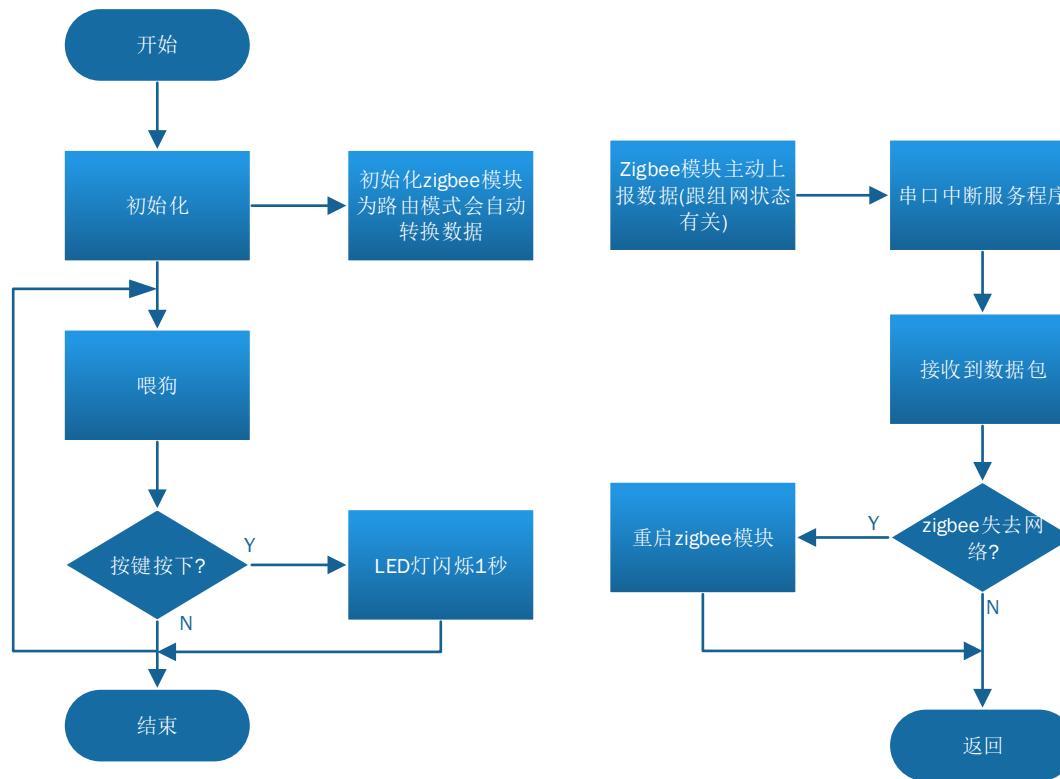 开始
初始化
初始化zigbee模块
为路由模式会自动
转换数据
喂狗
按键按下?
Y
N
LED灯闪烁1秒
结束
Zigbee模块主动上
报数据(跟组网状态
有关)
串口中断服务程序
接收到数据包
zigbee失去网
络?
Y
N
重启zigbee模块
返回